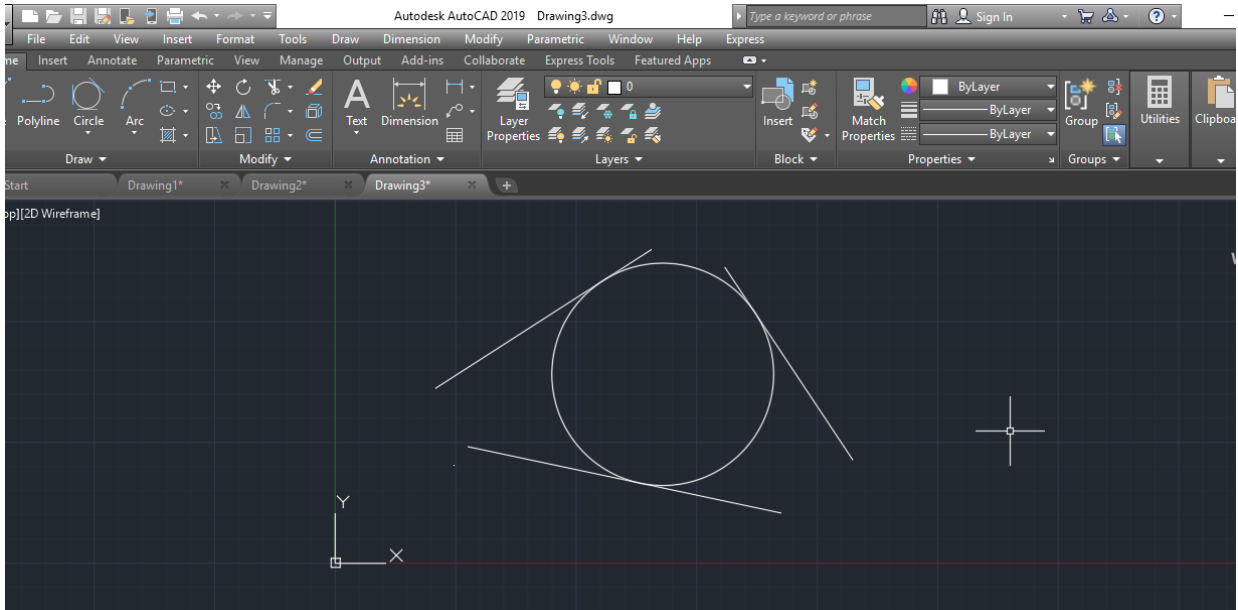 Autodesk AutoCAD 2019 Drawing3.dwg Type a keyword or phrase Sign In ?
File Edit View Insert Format Tools Draw Dimension Modify Parametric Window Help Express
me Insert Annotate Parametric View Manage Output Add-ins Collaborate Express Tools Featured Apps
0 ByLayer
Polyline Circle Arc A Text Dimension Layer Properties Insert Match Properties ByLayer Group Utilities Clipboa
ByLayer
Draw Modify Annotation Layers Block Properties Groups
Start Drawing1* Drawing2* Drawing3*
op][2D Wireframe]
Y
X